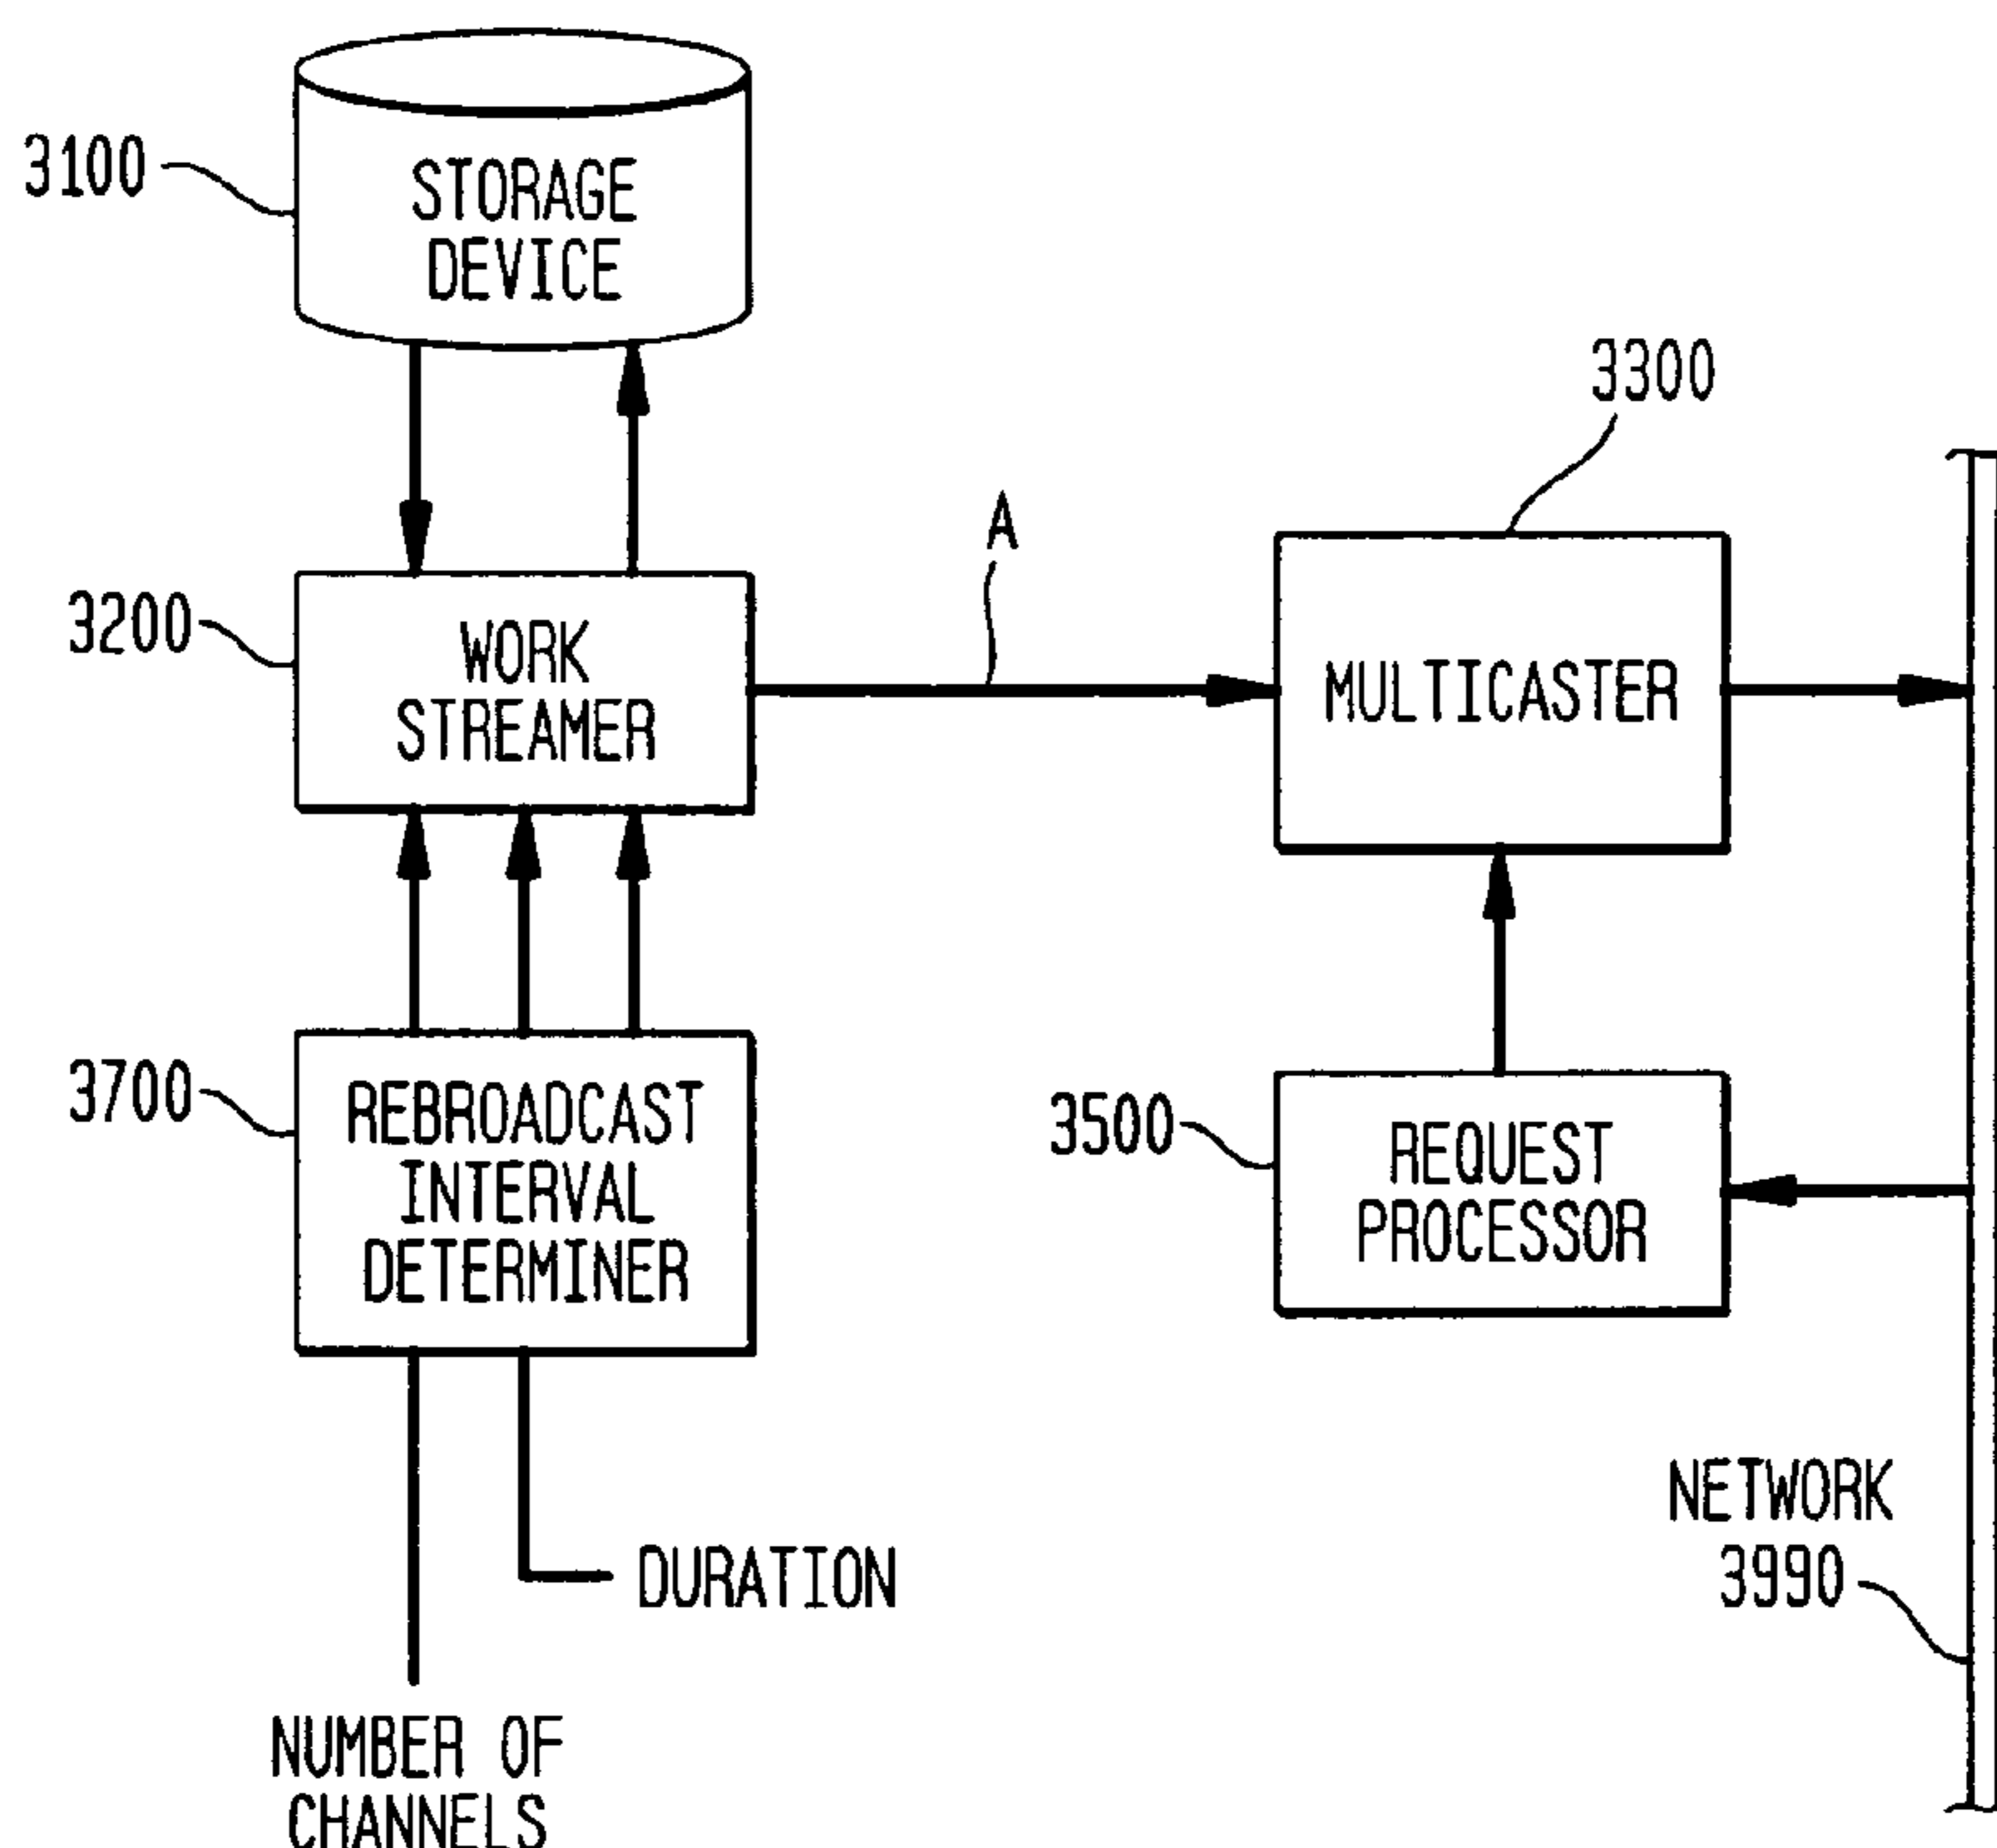 3100
STORAGE
DEVICE
3300
A
3200
WORK
STREAMER
MULTICASTER
3700
REBROADCAST
INTERVAL
DETERMINER
3500
REQUEST
PROCESSOR
NETWORK
3990
DURATION
NUMBER OF
CHANNELS